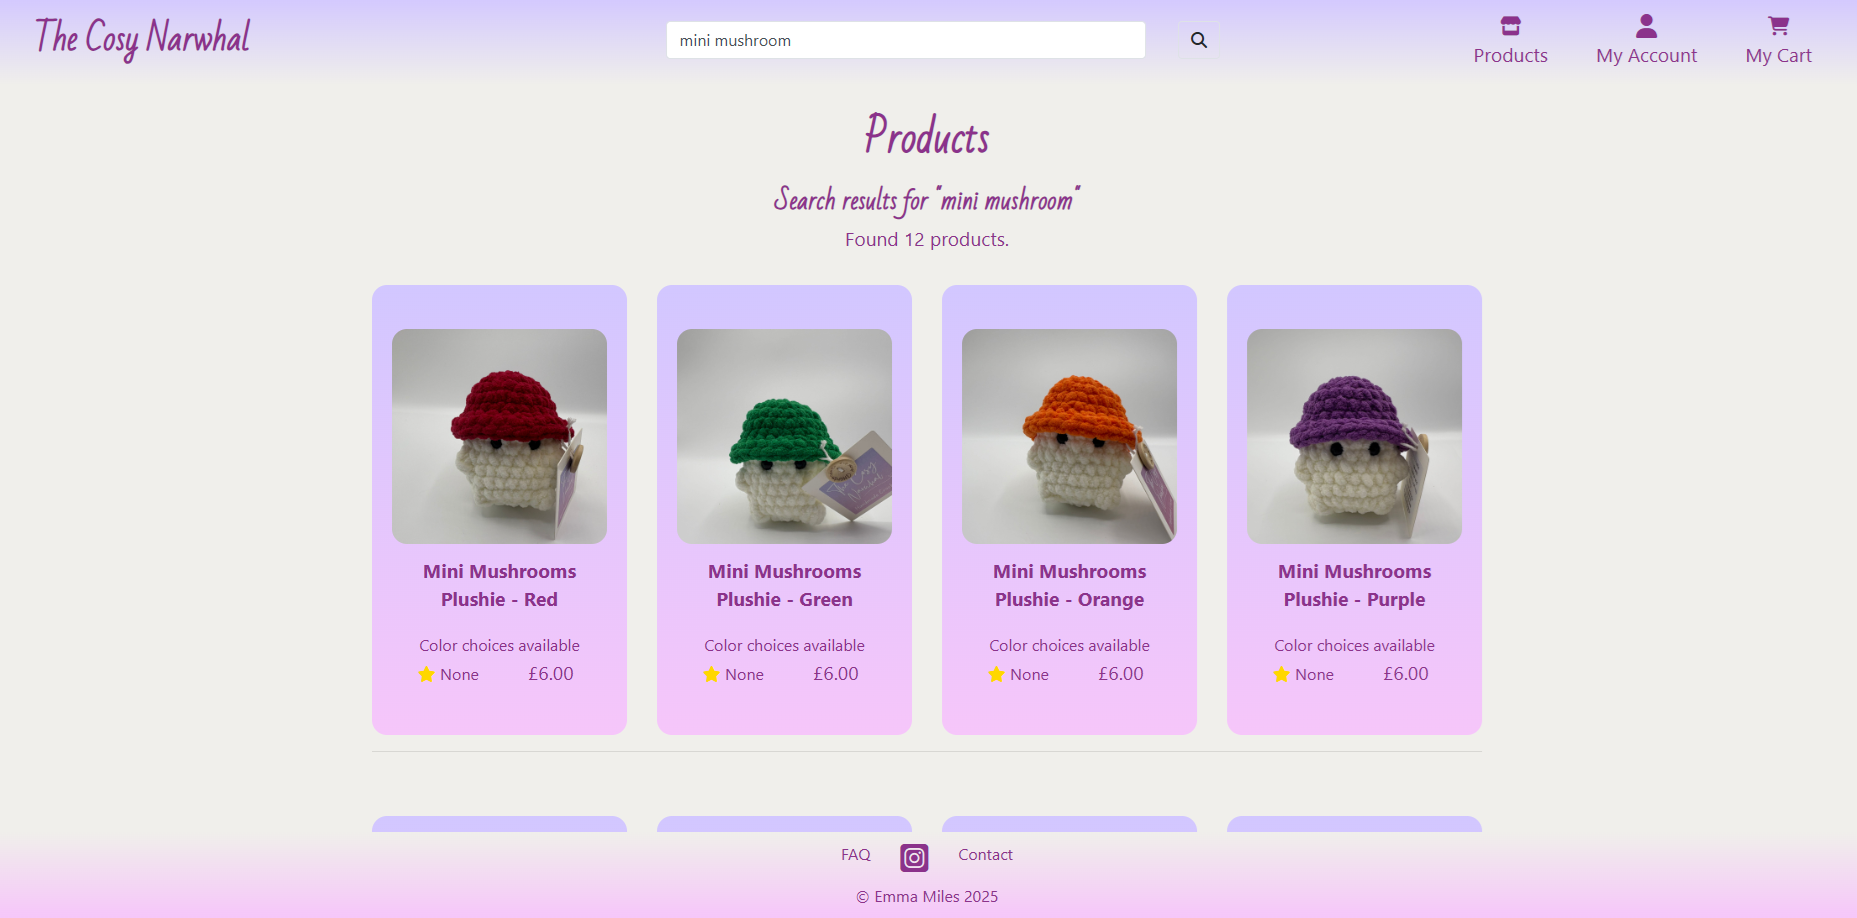 The Cosy Narwhal
mini mushroom
Products
My Account
My Cart
Products
Search results for "mini mushroom"
Found 12 products.
Mini Mushrooms
Plushie - Red
Color choices available
None
£6.00
Mini Mushrooms
Plushie - Green
Color choices available
None
£6.00
Mini Mushrooms
Plushie - Orange
Color choices available
None
£6.00
Mini Mushrooms
Plushie - Purple
Color choices available
None
£6.00
The Cosy
Narwhal
FAQ
Contact
© Emma Miles 2025